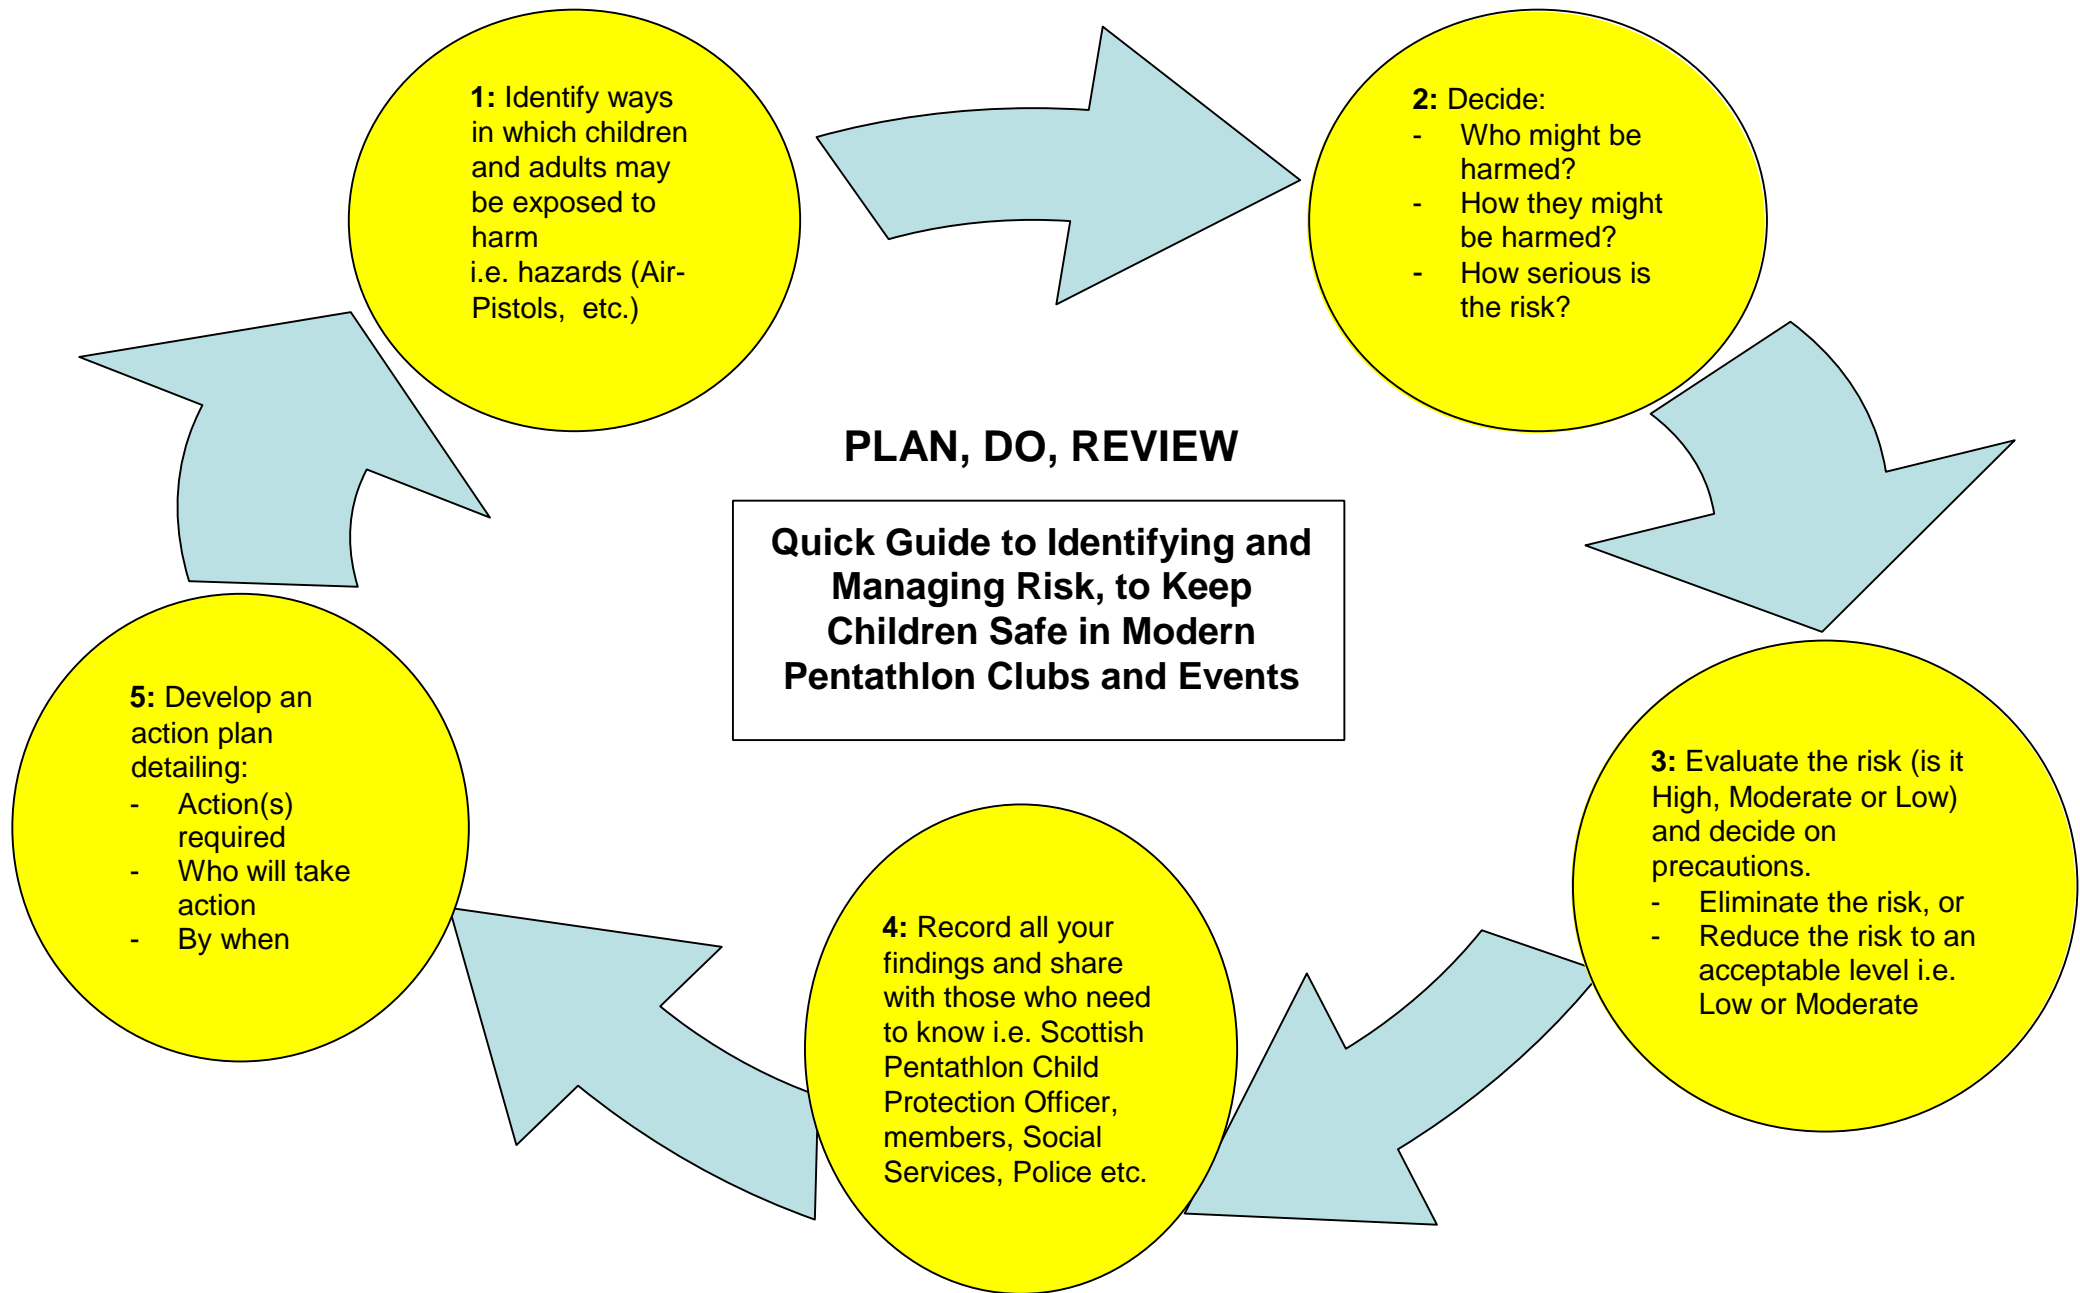 1: Identify ways
in which children
and adults may
be exposed to
harm
i.e. hazards (Air-
Pistols, etc.)
2: Decide:
- Who might be
harmed?
- How they might
be harmed?
- How serious is
the risk?
PLAN, DO, REVIEW
Quick Guide to Identifying and
Managing Risk, to Keep
Children Safe in Modern
Pentathlon Clubs and Events
3: Evaluate the risk (is it
High, Moderate or Low)
and decide on
precautions.
- Eliminate the risk, or
- Reduce the risk to an
acceptable level i.e.
Low or Moderate
4: Record all your
findings and share
with those who need
to know i.e. Scottish
Pentathlon Child
Protection Officer,
members, Social
Services, Police etc.
5: Develop an
action plan
detailing:
- Action(s)
required
- Who will take
action
- By when